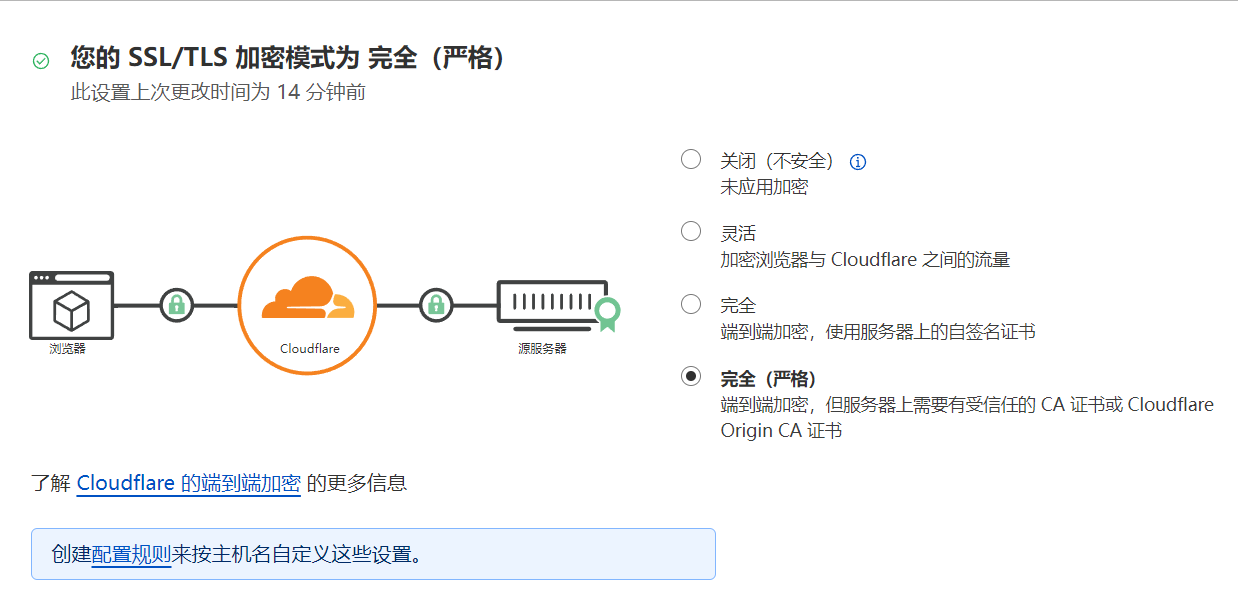 您的 SSL/TLS 加密模式为 完全（严格）
此设置上次更改时间为 14 分钟前
关闭（不安全）
未应用加密
灵活
加密浏览器与 Cloudflare 之间的流量
完全
端到端加密，使用服务器上的自签名证书
完全（严格）
端到端加密，但服务器上需要有受信任的 CA 证书或 Cloudflare
Origin CA 证书
浏览器
Cloudflare
源服务器
了解 Cloudflare 的端到端加密 的更多信息
创建配置规则来按主机名自定义这些设置。